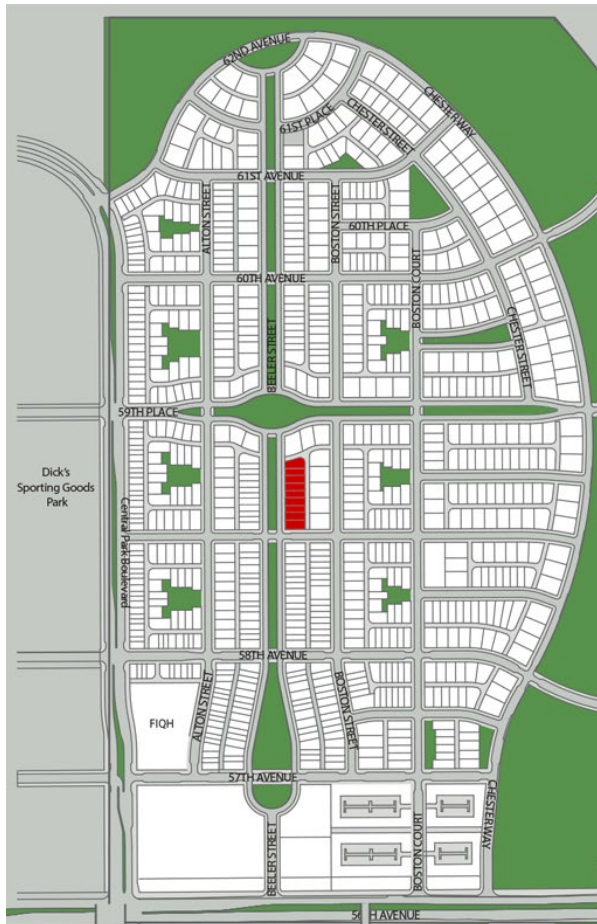 62ND AVENUE
CHESTERWAY
61ST PLACE
CHESTER STREET
61ST AVENUE
ALTON STREET
BOSTON STREET
60TH PLACE
60TH AVENUE
BOSTON COURT
BEELER STREET
CHESTER STREET
59TH PLACE
Dick's
Sporting Goods
Park
Central Park Boulevard
58TH AVENUE
ALTON STREET
BOSTON STREET
FIQH
57TH AVENUE
CHESTERWAY
BEELER STREET
BOSTON COURT
56TH AVENUE